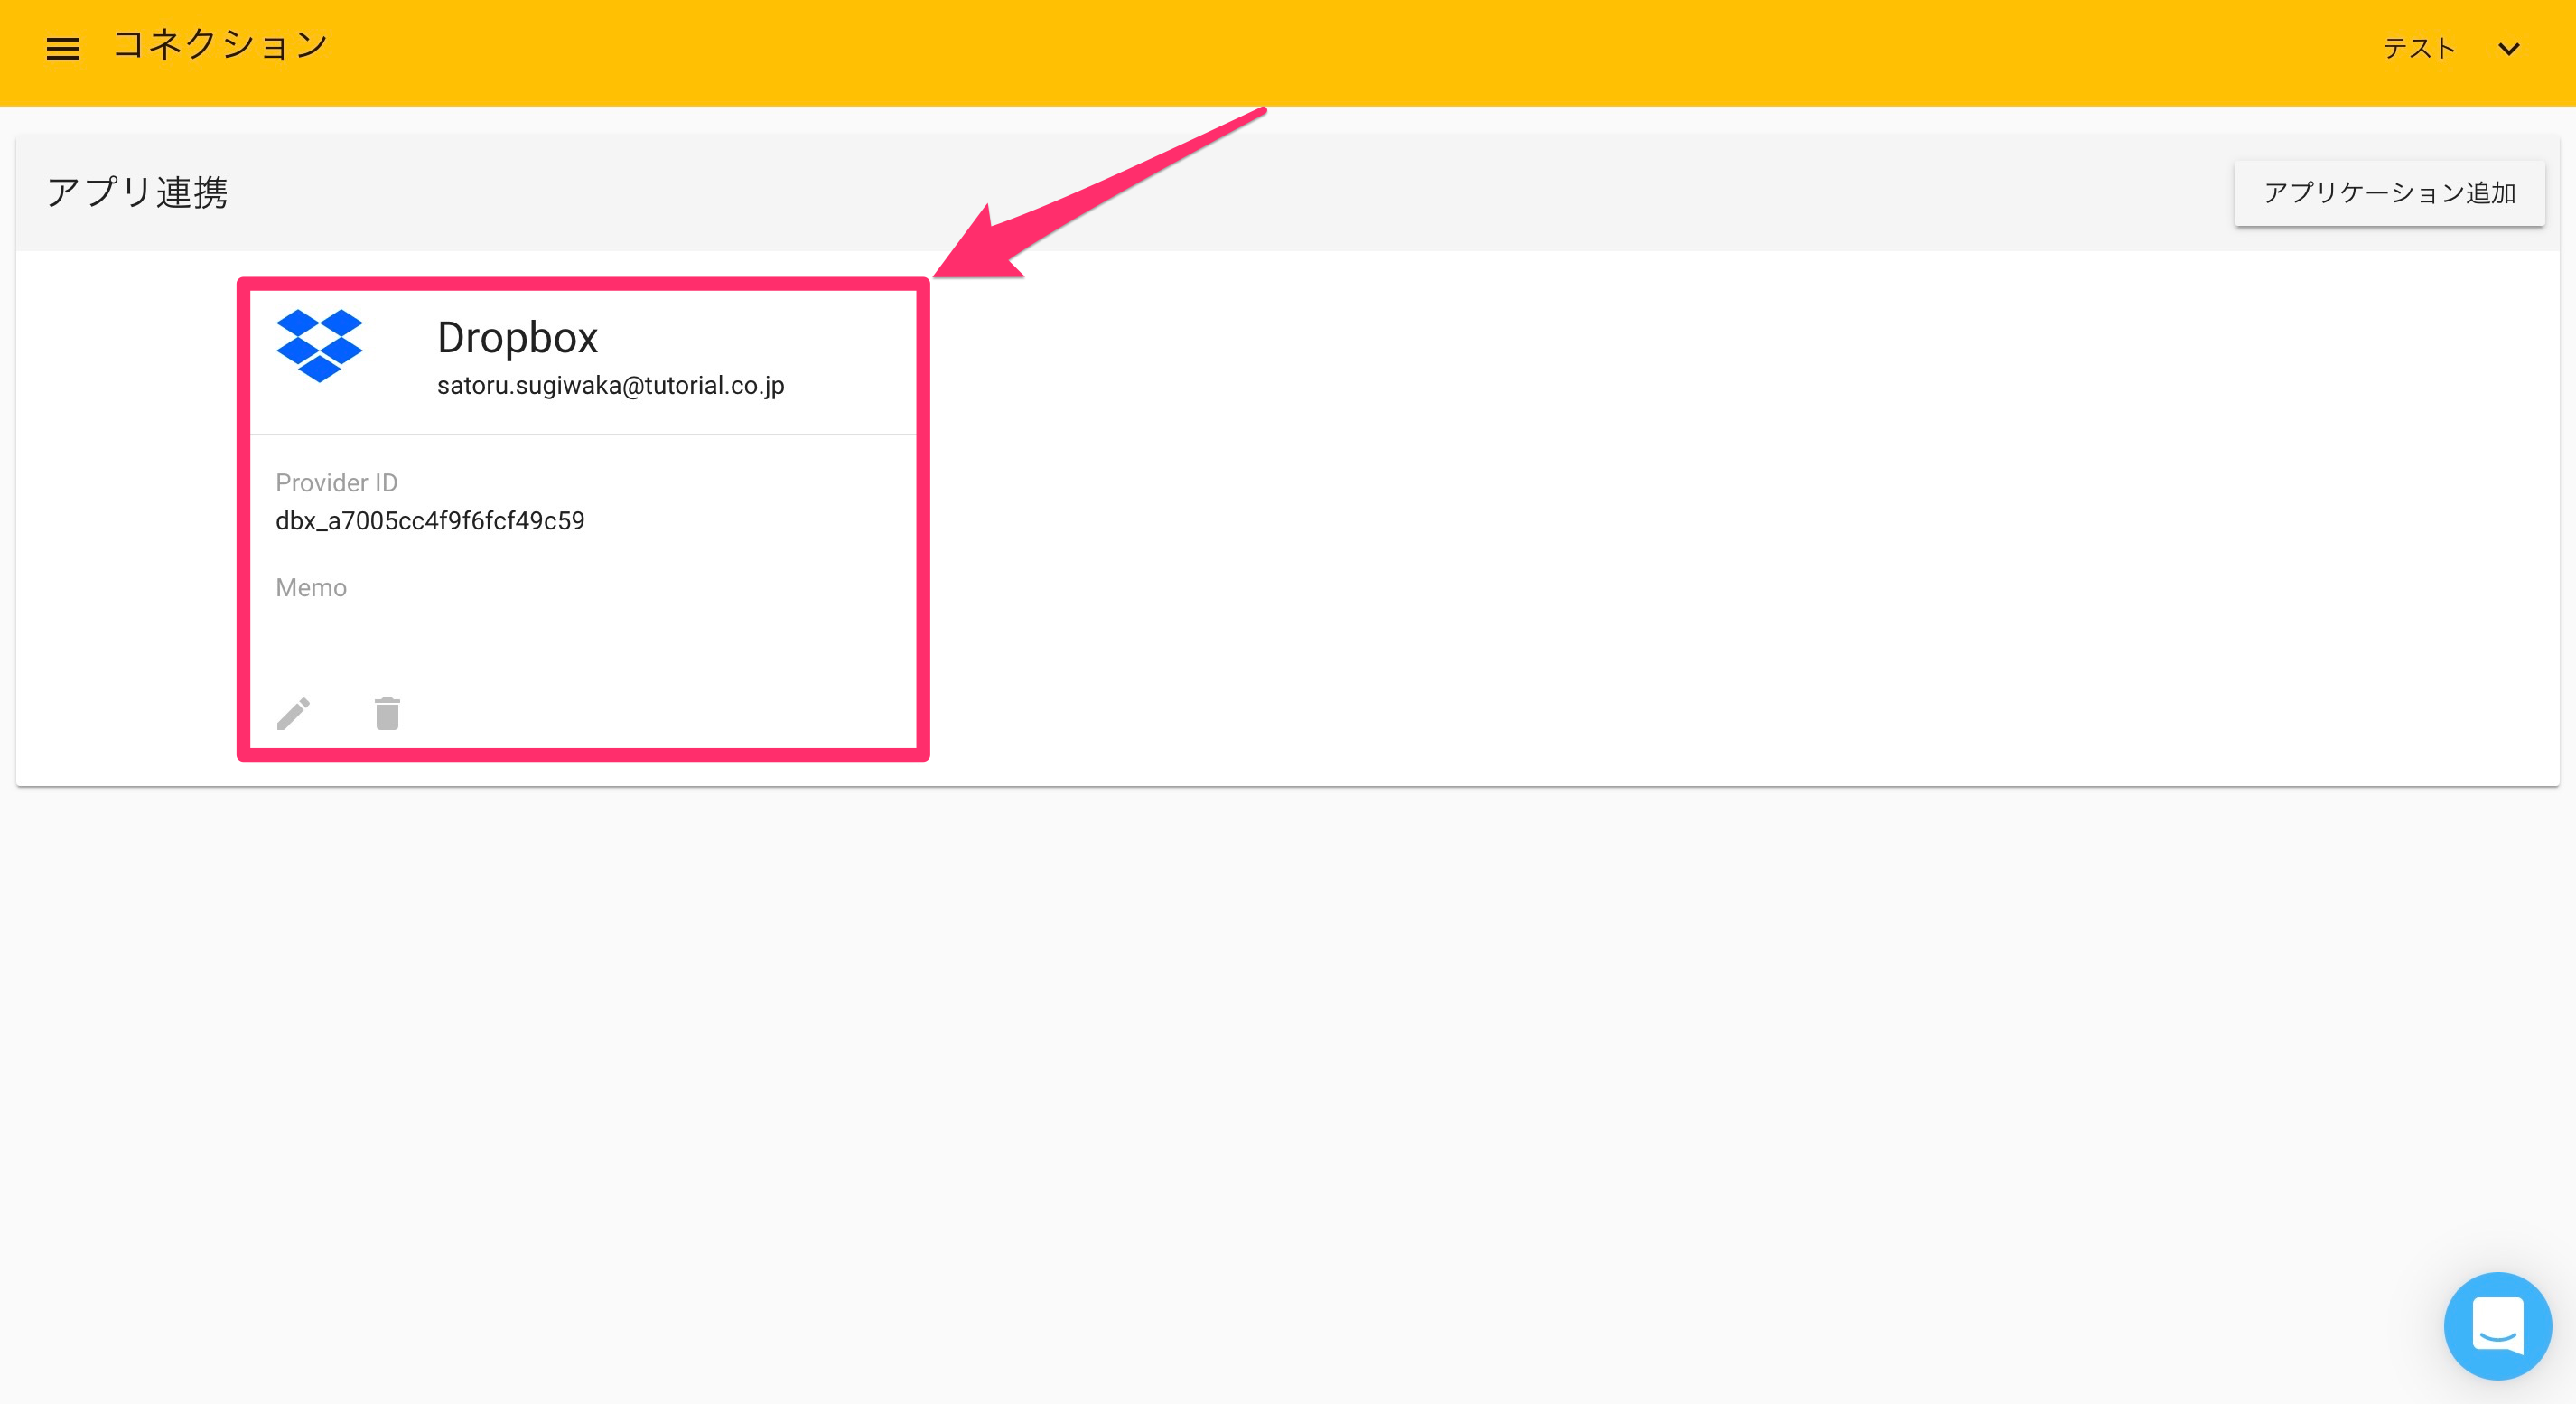 コネクション
テスト
アプリ連携
アプリケーション追加
Dropbox
satoru.sugiwaka@tutorial.co.jp
Provider ID
dbx_a7005cc4f9f6fcf49c59
Memo